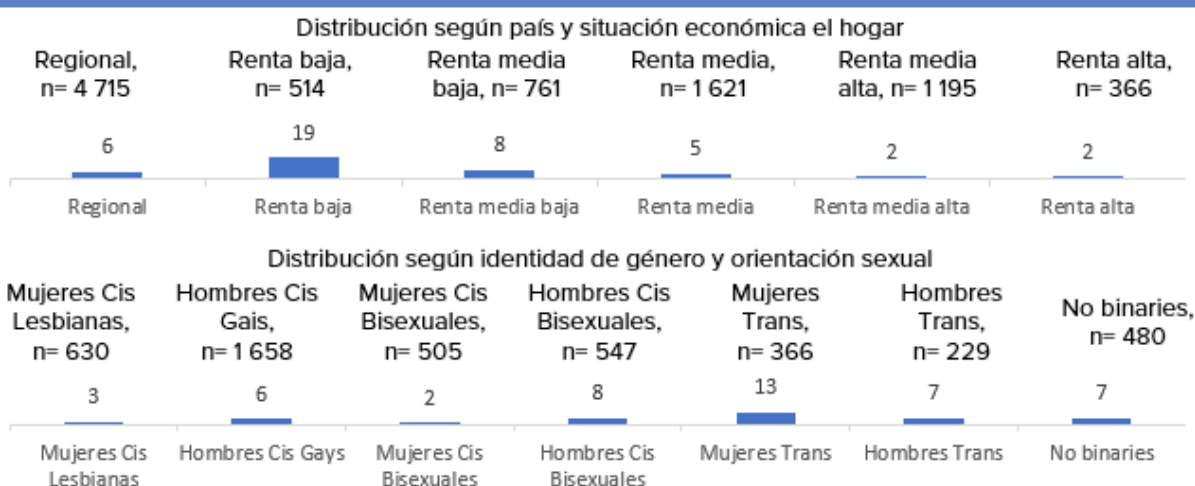 Distribución según país y situación económica el hogar
Regional, Renta baja, Renta media Renta media, Renta media Renta alta,
n= 4 715 n= 514 baja, n= 761 n= 1 621 alta, n= 1 195 n= 366
6 19 8 5 2 2
Regional Renta baja Renta media baja Renta media Renta media alta Renta alta
Distribución según identidad de género y orientación sexual
Mujeres Cis Hombres Cis Mujeres Cis Hombres Cis Mujeres Hombres No binaries,
Lesbianas, Gais, Bisexuales, Bisexuales, Trans, Trans, n= 480
n= 630 n= 1 658 n= 505 n= 547 n= 366 n= 229
3 6 2 8 13 7 7
Mujeres Cis Hombres Cis Gays Mujeres Cis Hombres Cis Mujeres Trans Hombres Trans No binaries
Lesbianas Bisexuales Bisexuales